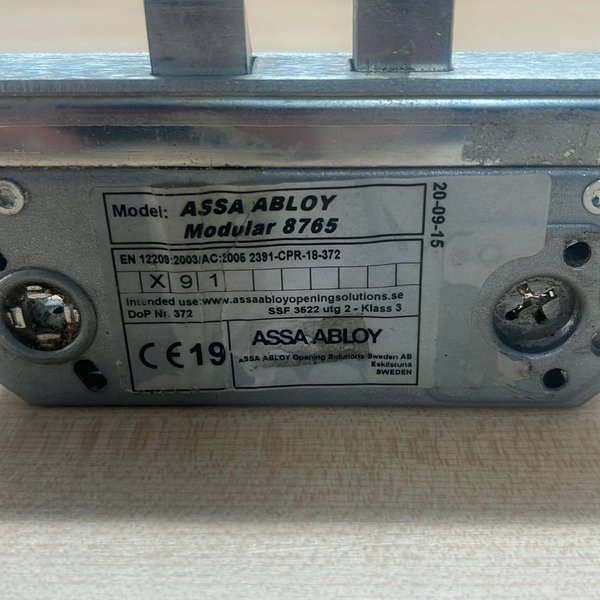 Model: ASSA ABLOY
Modular 8765
EN 12209:2003/AC:2005 2391-CPR-18-372
X 9 1
Intended use: www.assaabloyopeningsolutions.se
DoP Nr. 372 SSF 3522 utg 2 - Klass 3
CE 19
ASSA ABLOY
ASSA ABLOY Opening Solutions Sweden AB
Eskilstuna
SWEDEN
20-09-15